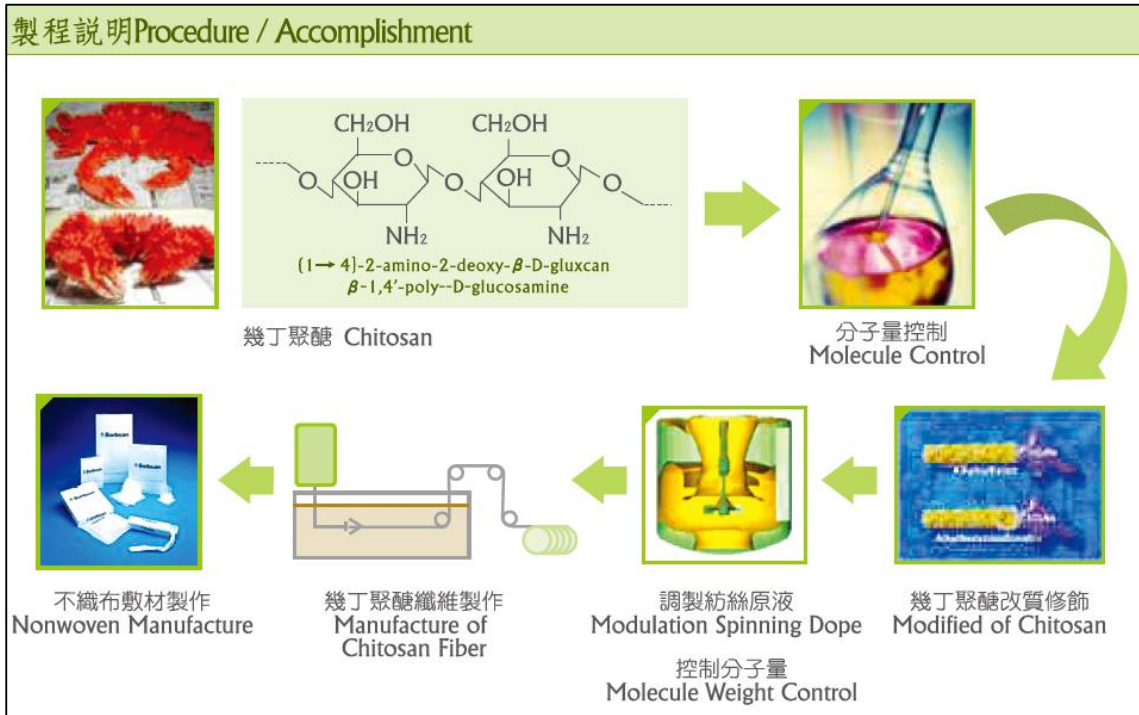 製程説明Procedure / Accomplishment
CH₂OH CH₂OH
O O
O OH O OH O
NH₂ NH₂
(1→4)-2-amino-2-deoxy-β-D-gluxcan
β-1,4′-poly--D-glucosamine
幾丁聚醣 Chitosan
分子量控制
Molecule Control
不織布敷材製作
Nonwoven Manufacture
幾丁聚醣纖維製作
Manufacture of
Chitosan Fiber
調製紡絲原液
Modulation Spinning Dope
控制分子量
Molecule Weight Control
幾丁聚醣改質修飾
Modified of Chitosan